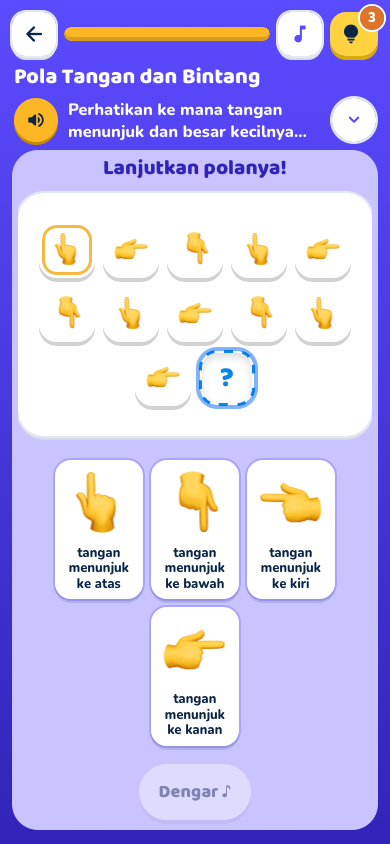 3
Pola Tangan dan Bintang
Perhatikan ke mana tangan
menunjuk dan besar kecilnya...
Lanjutkan polanya!
?
tangan
menunjuk
ke atas
tangan
menunjuk
ke bawah
tangan
menunjuk
ke kiri
tangan
menunjuk
ke kanan
Dengar ♪